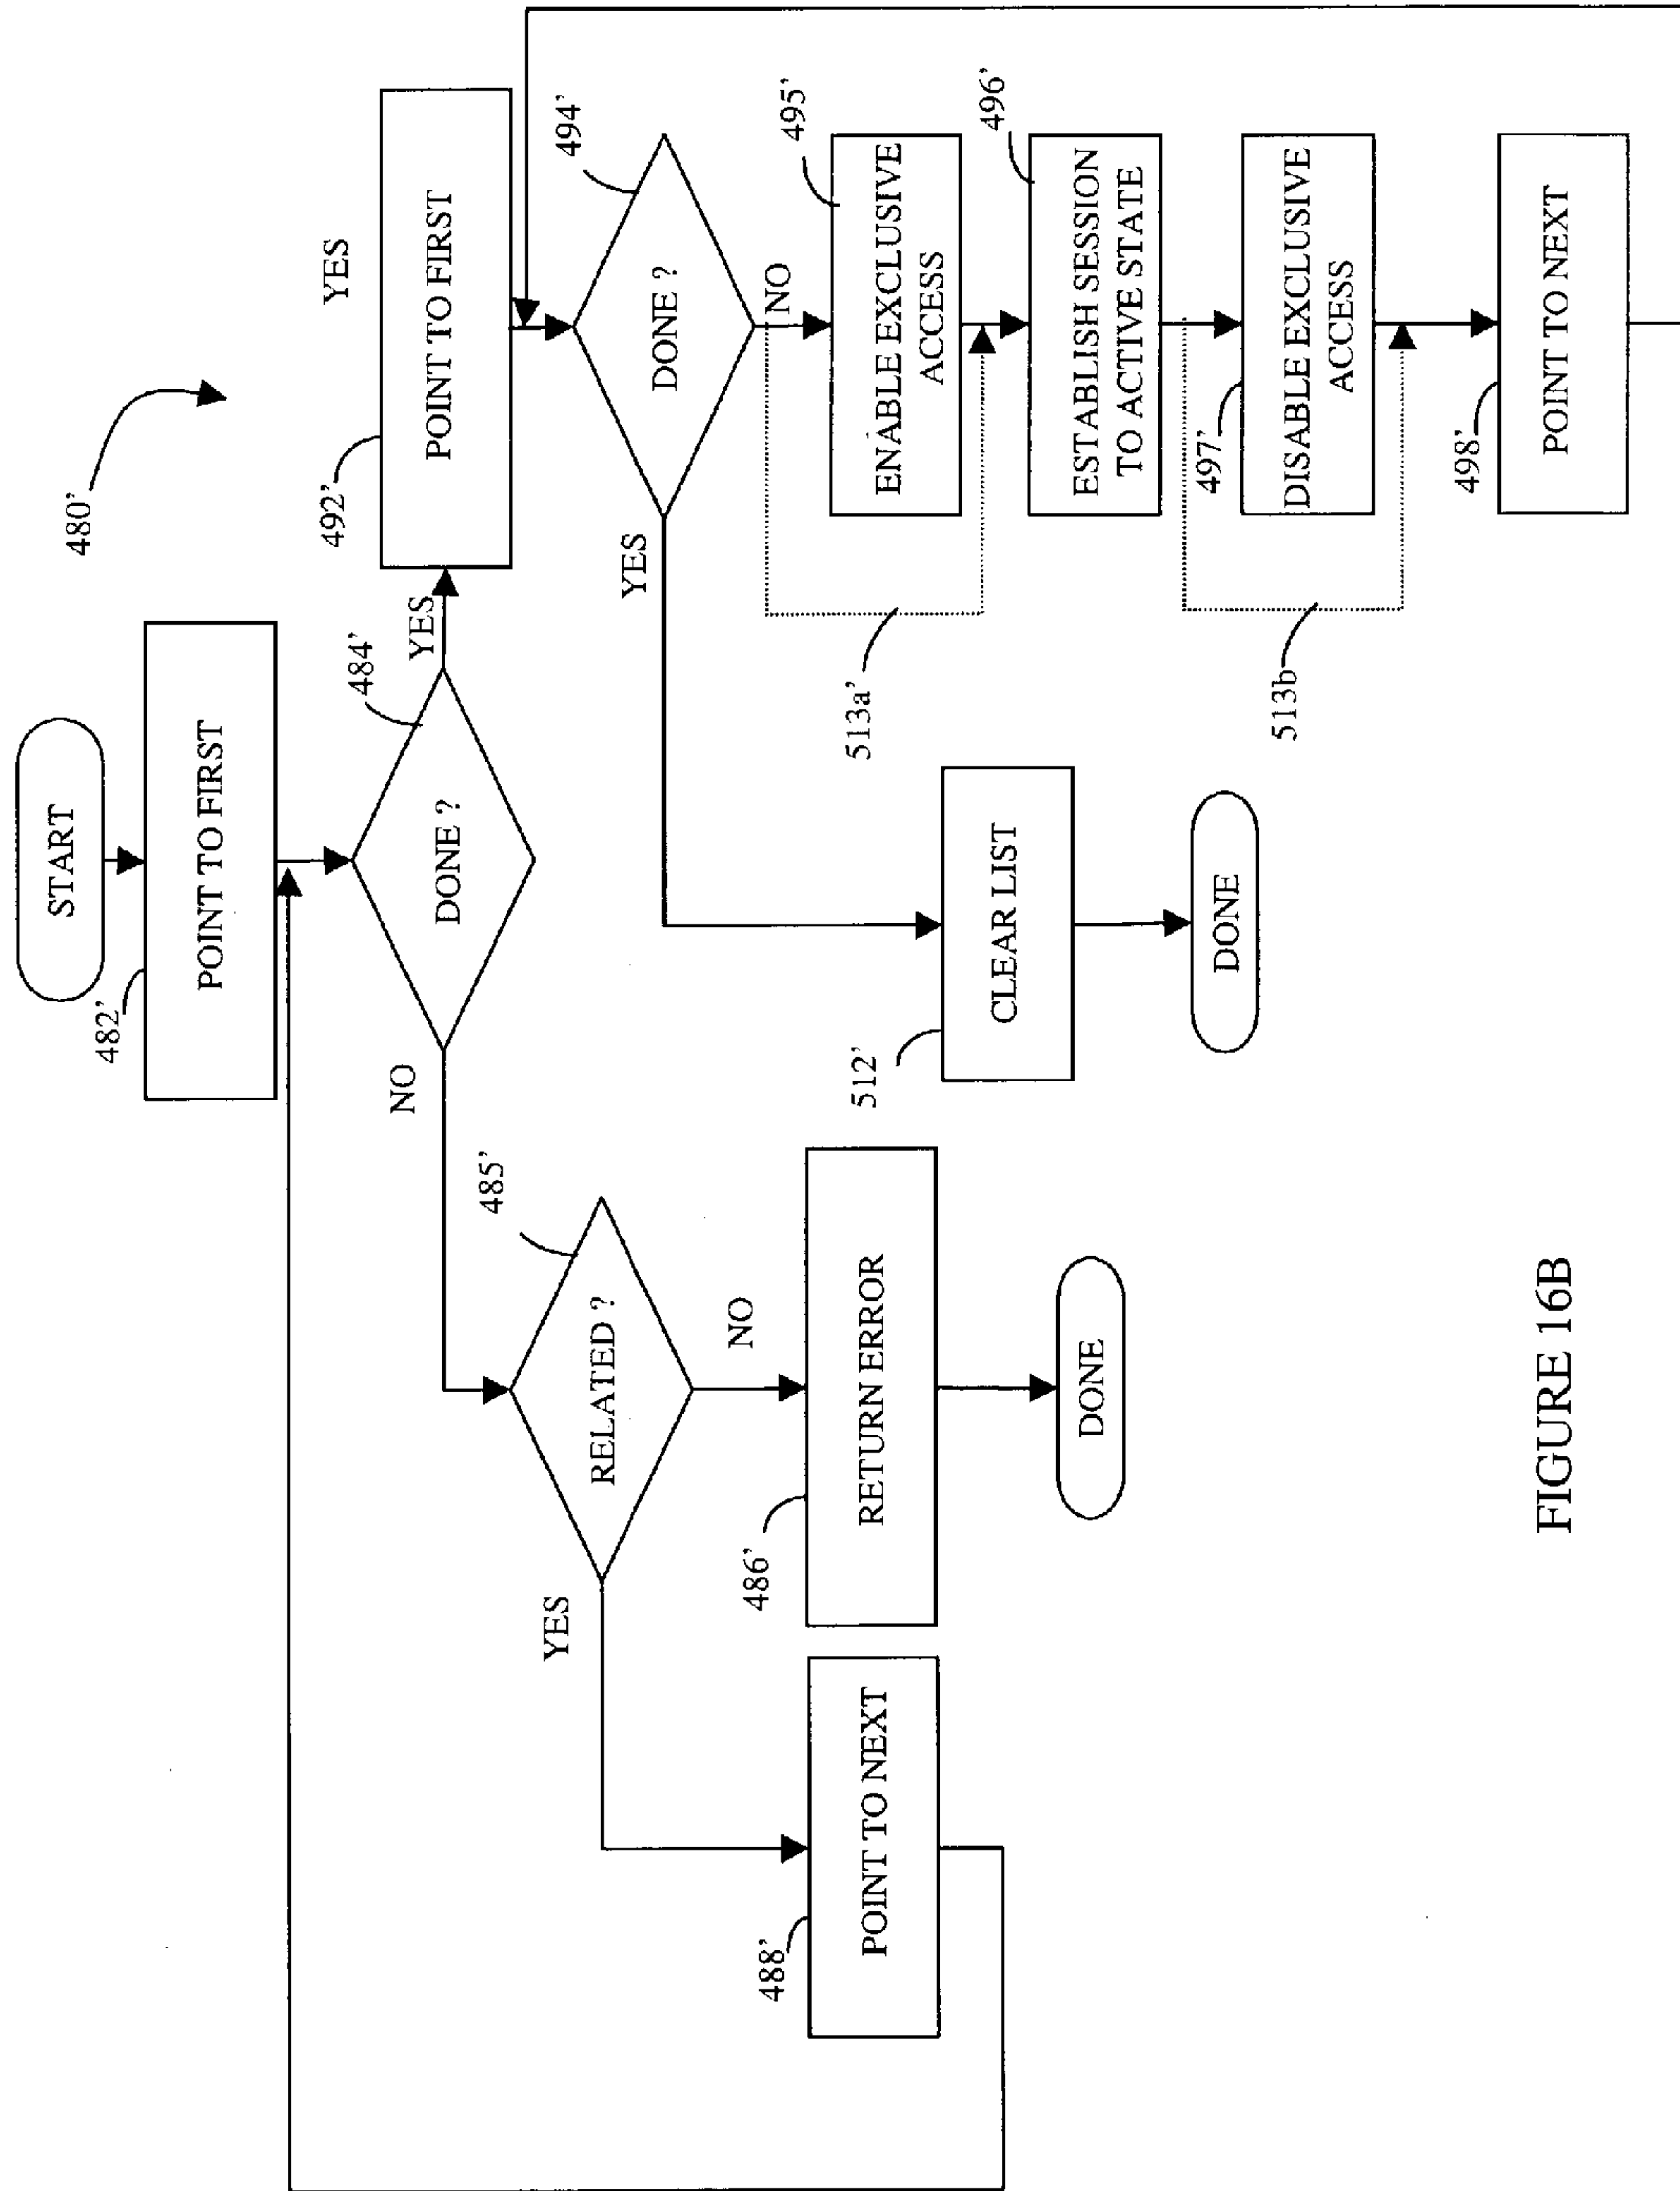 480'
START
482'
POINT TO FIRST
484'
DONE ?
YES
NO
492'
YES
POINT TO FIRST
494'
DONE ?
YES
NO
495'
ENABLE EXCLUSIVE
ACCESS
513a'
496'
ESTABLISH SESSION
TO ACTIVE STATE
497'
DISABLE EXCLUSIVE
ACCESS
513b
498'
POINT TO NEXT
512'
CLEAR LIST
DONE
485'
RELATED ?
YES
NO
486'
RETURN ERROR
DONE
488'
POINT TO NEXT
FIGURE 16B